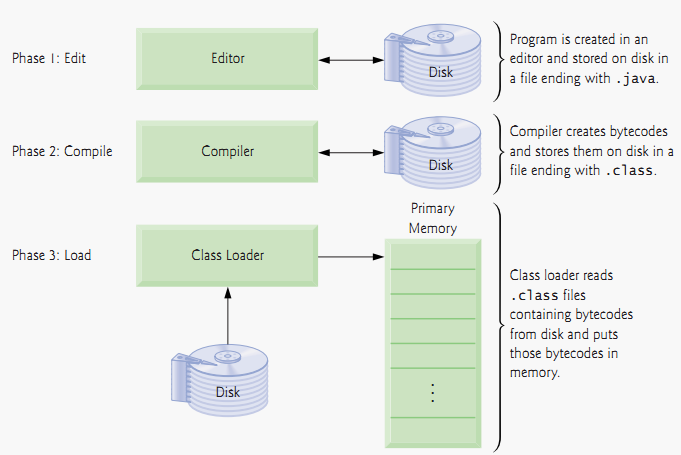 Phase 1: Edit
Editor
Disk
Program is created in an
editor and stored on disk in
a file ending with .java.
Phase 2: Compile
Compiler
Disk
Compiler creates bytecodes
and stores them on disk in a
file ending with .class.
Primary
Memory
Phase 3: Load
Class Loader
Disk
Class loader reads
.class files
containing bytecodes
from disk and puts
those bytecodes in
memory.